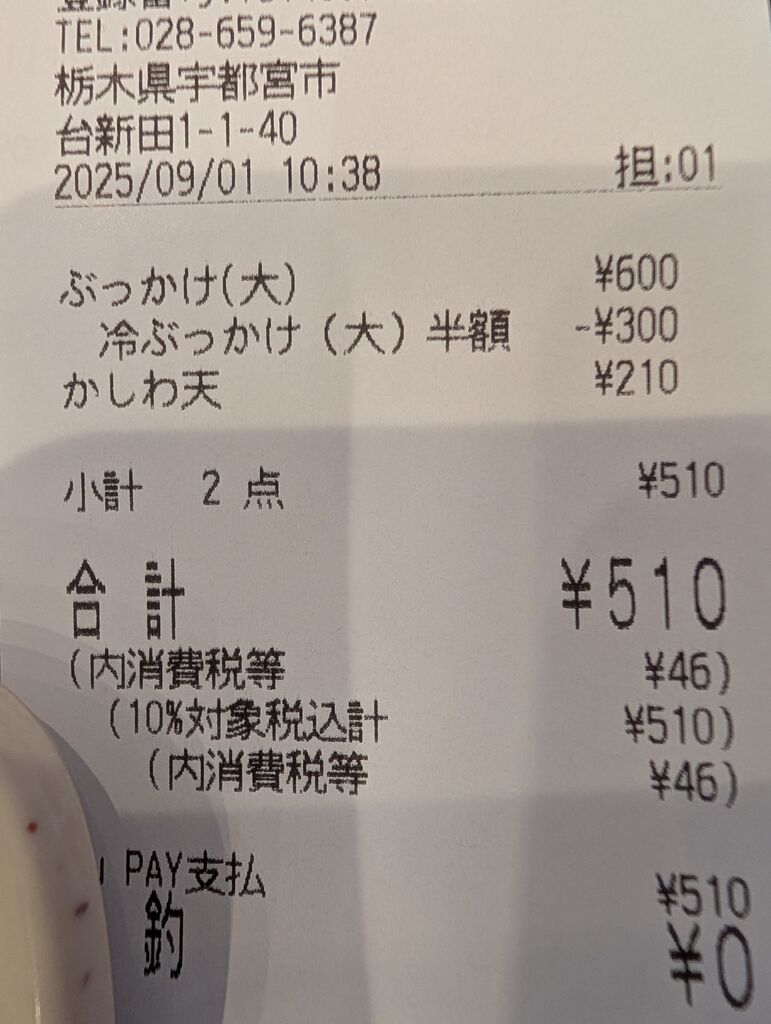 TEL:028-659-6387
栃木県宇都宮市
台新田1-1-40
2025/09/01 10:38 担:01
ぶっかけ(大) ¥600
冷ぶっかけ(大)半額 -¥300
かしわ天 ¥210
小計 2 点 ¥510
合計 ¥510
(内消費税等 ¥46)
(10%対象税込計 ¥510)
(内消費税等 ¥46)
PAY支払 ¥510
釣 ¥0